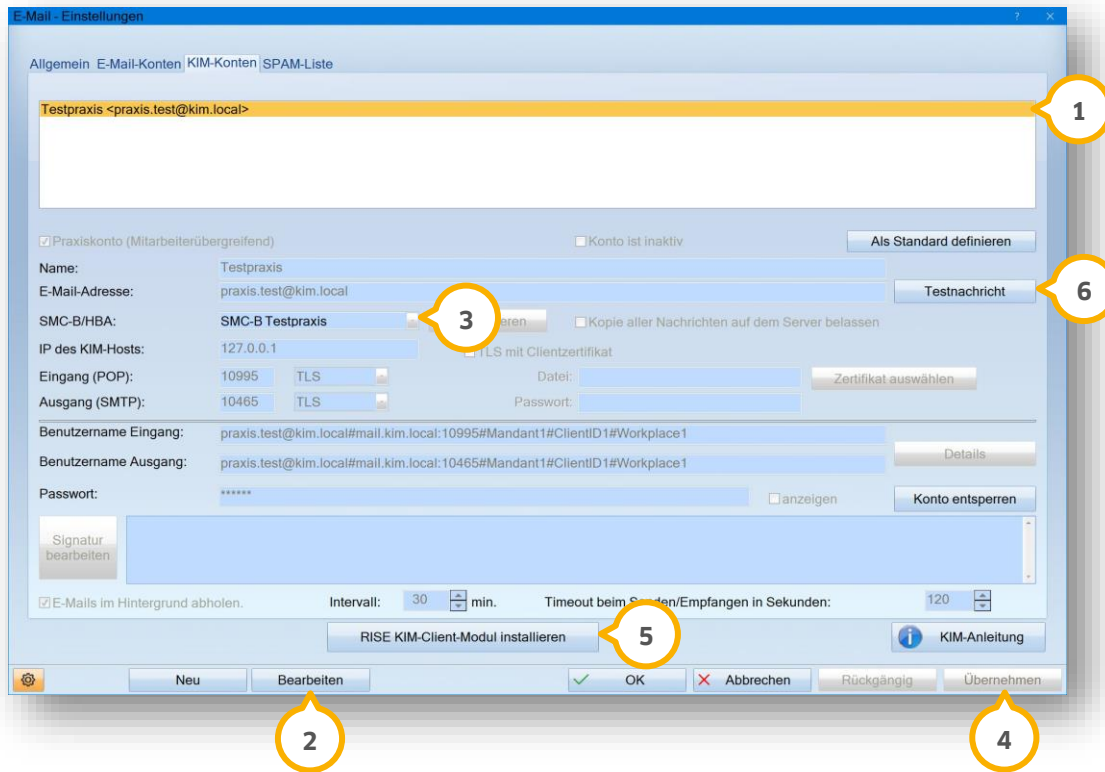 E-Mail - Einstellungen ? ×
Allgemein E-Mail-Konten KIM-Konten SPAM-Liste
Testpraxis <praxis.test@kim.local> 1
Praxiskonto (Mitarbeiterübergreifend) Konto ist inaktiv Als Standard definieren
Name: Testpraxis
E-Mail-Adresse: praxis.test@kim.local Testnachricht 6
SMC-B/HBA: SMC-B Testpraxis 3 Kopie aller Nachrichten auf dem Server belassen
IP des KIM-Hosts: 127.0.0.1 TLS mit Clientzertifikat
Eingang (POP): 10995 TLS Datei: Zertifikat auswählen
Ausgang (SMTP): 10465 TLS Passwort:
Benutzername Eingang: praxis.test@kim.local#mail.kim.local:10995#Mandant1#ClientID1#Workplace1
Details
Benutzername Ausgang: praxis.test@kim.local#mail.kim.local:10465#Mandant1#ClientID1#Workplace1
Passwort: ****** anzeigen Konto entsperren
Signatur
bearbeiten
E-Mails im Hintergrund abholen. Intervall: 30 min. Timeout beim Senden/Empfangen in Sekunden: 120
RISE KIM-Client-Modul installieren 5 KIM-Anleitung
Neu Bearbeiten OK Abbrechen Rückgängig Übernehmen
2 4